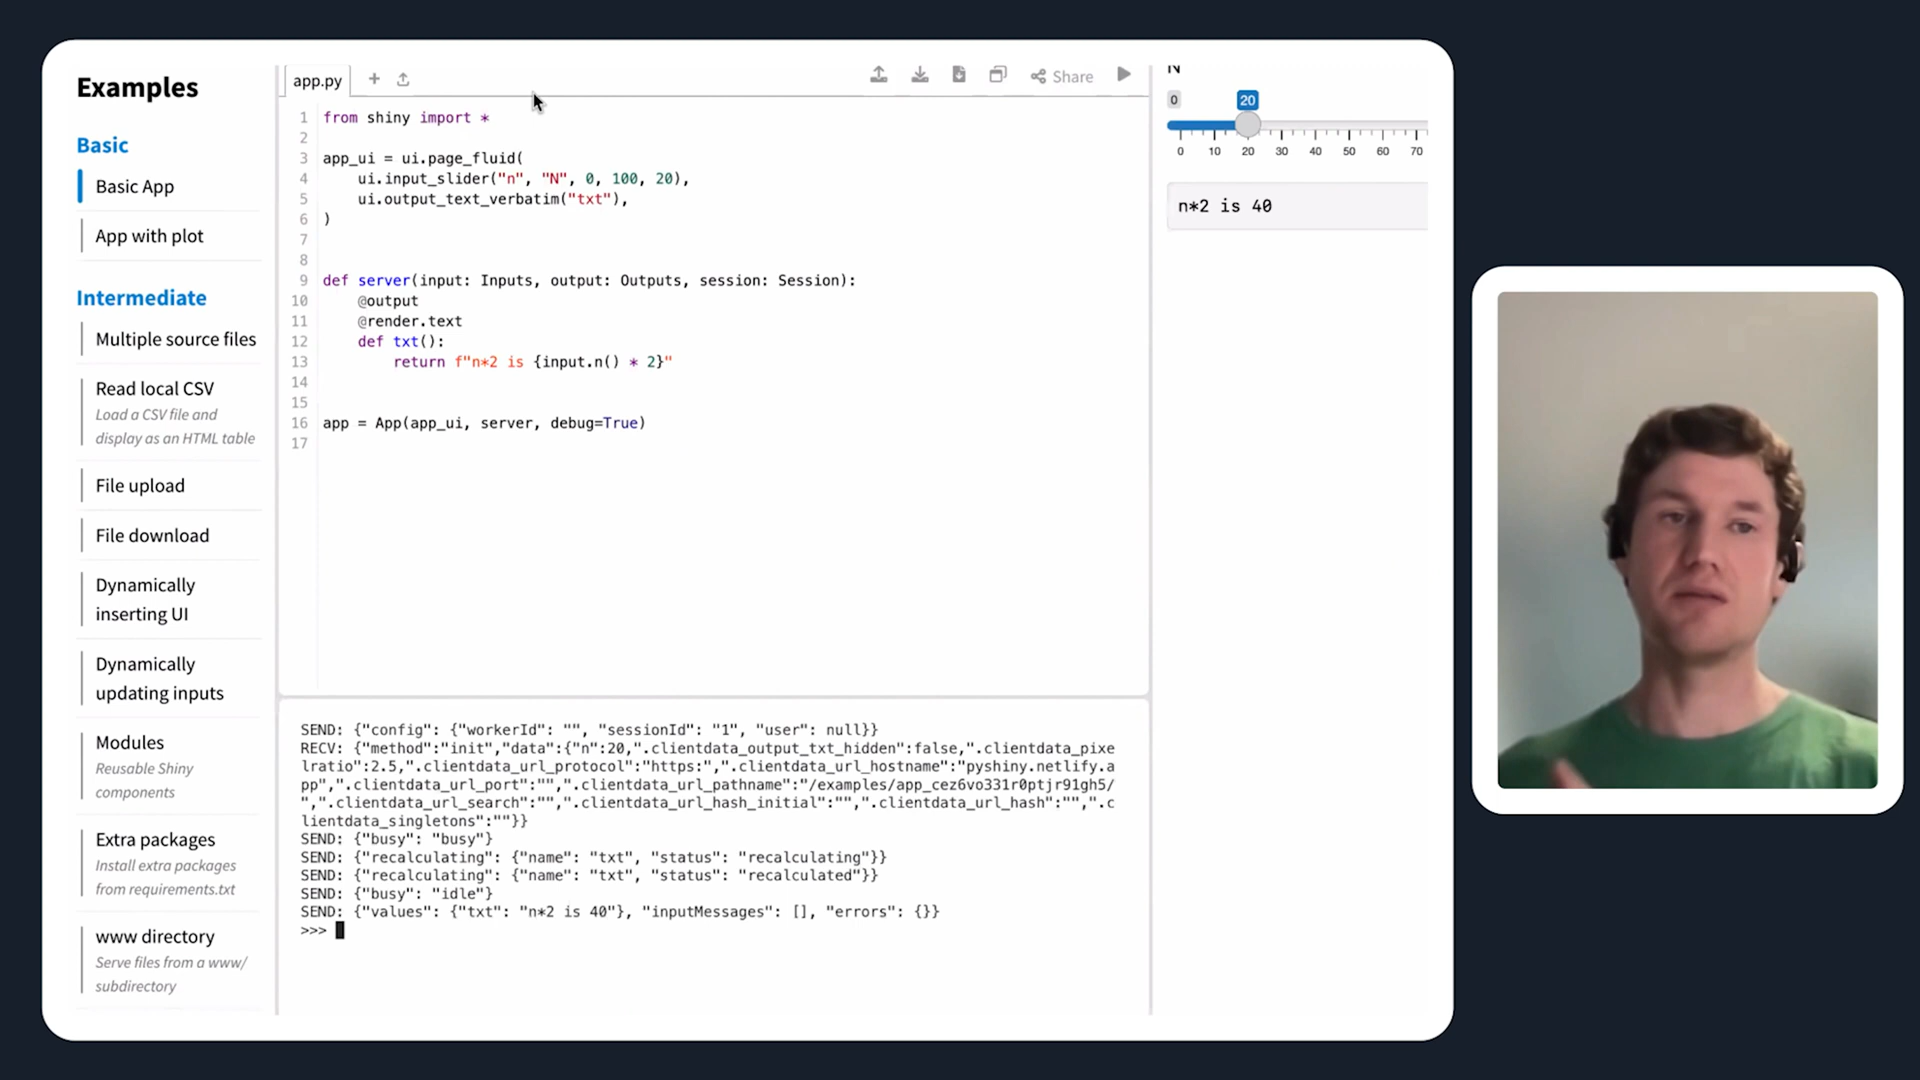 Examples
Basic
Basic App
App with plot
Intermediate
Multiple source files
Read local CSV
Load a CSV file and
display as an HTML table
File upload
File download
Dynamically
inserting UI
Dynamically
updating inputs
Modules
Reusable Shiny
components
Extra packages
Install extra packages
from requirements.txt
www directory
Serve files from a www/
subdirectory
app.py +
Share
1 from shiny import *
2
3 app_ui = ui.page_fluid(
4     ui.input_slider("n", "N", 0, 100, 20),
5     ui.output_text_verbatim("txt"),
6 )
7
8
9 def server(input: Inputs, output: Outputs, session: Session):
10     @output
11     @render.text
12     def txt():
13         return f"n*2 is {input.n() * 2}"
14
15
16 app = App(app_ui, server, debug=True)
17
SEND: {"config": {"workerId": "", "sessionId": "1", "user": null}}
RECV: {"method":"init","data":{"n":20,".clientdata_output_txt_hidden":false,".clientdata_pixe
lratio":2.5,".clientdata_url_protocol":"https:",".clientdata_url_hostname":"pyshiny.netlify.a
pp",".clientdata_url_port":"",".clientdata_url_pathname":"/examples/app_cez6vo331r0ptjr91gh5/
",".clientdata_url_search":"",".clientdata_url_hash_initial":"",".clientdata_url_hash":"",".c
lientdata_singletons":""}}
SEND: {"busy": "busy"}
SEND: {"recalculating": {"name": "txt", "status": "recalculating"}}
SEND: {"recalculating": {"name": "txt", "status": "recalculated"}}
SEND: {"busy": "idle"}
SEND: {"values": {"txt": "n*2 is 40"}, "inputMessages": [], "errors": {}}
>>>
N
0 20
0 10 20 30 40 50 60 70
n*2 is 40